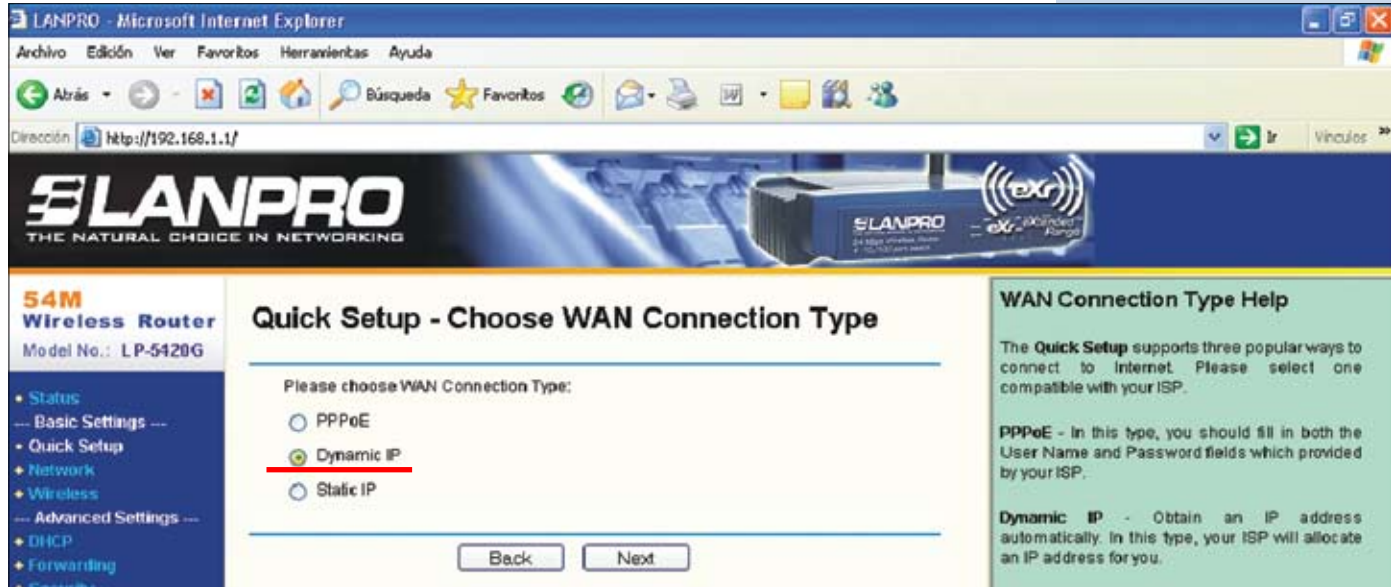 LANPRO - Microsoft Internet Explorer
Archivo Edición Ver Favoritos Herramientas Ayuda
Atrás Búsqueda Favoritos
Dirección http://192.168.1.1/ Ir Vínculos »
LANPRO
THE NATURAL CHOICE IN NETWORKING
LANPRO
((eXr))
eXr - eXtended Range
54M
Wireless Router
Model No.: LP-5420G
• Status
--- Basic Settings ---
• Quick Setup
• Network
• Wireless
--- Advanced Settings ---
• DHCP
• Forwarding
• Security
Quick Setup - Choose WAN Connection Type
Please choose WAN Connection Type:
PPPoE
Dynamic IP
Static IP
Back Next
WAN Connection Type Help
The Quick Setup supports three popular ways to
connect to Internet. Please select one
compatible with your ISP.
PPPoE - In this type, you should fill in both the
User Name and Password fields which provided
by your ISP.
Dynamic IP - Obtain an IP address
automatically. In this type, your ISP will allocate
an IP address for you.